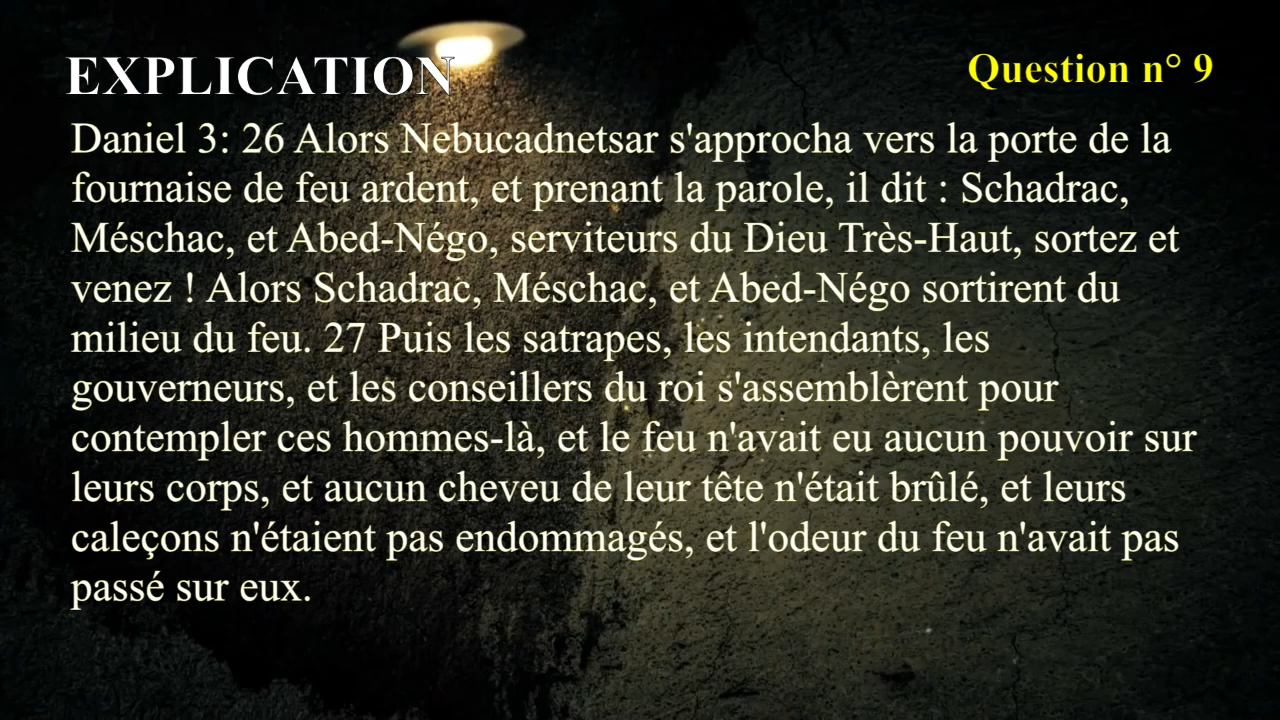 EXPLICATION
Question n° 9
Daniel 3: 26 Alors Nebucadnetsar s'approcha vers la porte de la
fournaise de feu ardent, et prenant la parole, il dit : Schadrac,
Méschac, et Abed-Négo, serviteurs du Dieu Très-Haut, sortez et
venez ! Alors Schadrac, Méschac, et Abed-Négo sortirent du
milieu du feu. 27 Puis les satrapes, les intendants, les
gouverneurs, et les conseillers du roi s'assemblèrent pour
contempler ces hommes-là, et le feu n'avait eu aucun pouvoir sur
leurs corps, et aucun cheveu de leur tête n'était brûlé, et leurs
caleçons n'étaient pas endommagés, et l'odeur du feu n'avait pas
passé sur eux.